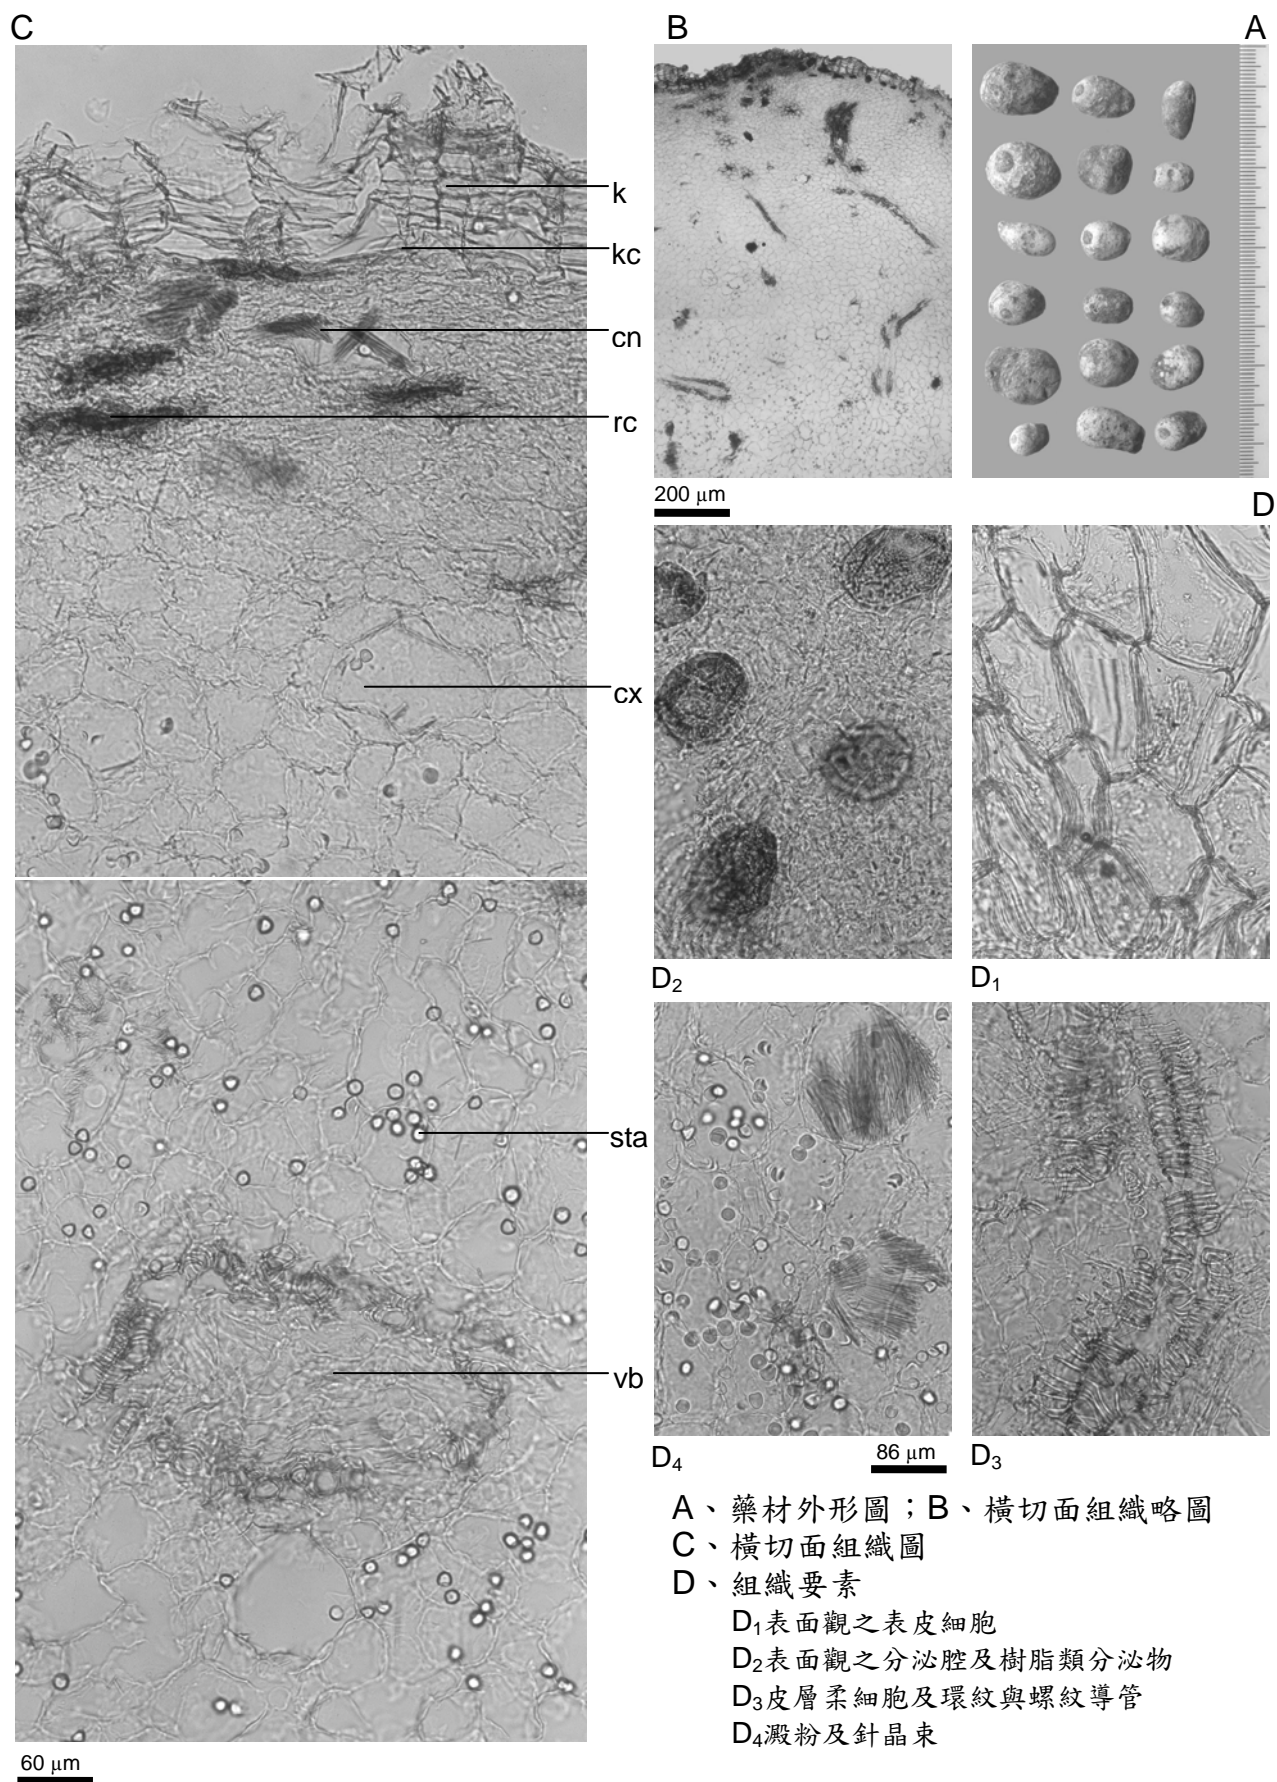 C
B
A
k
kc
cn
rc
200 μm
D
cx
D2
D1
sta
vb
D4
86 μm
D3
A、藥材外形圖；B、橫切面組織略圖
C、橫切面組織圖
D、組織要素
D1表面觀之表皮細胞
D2表面觀之分泌腔及樹脂類分泌物
D3皮層柔細胞及環紋與螺紋導管
D4澱粉及針晶束
60 μm